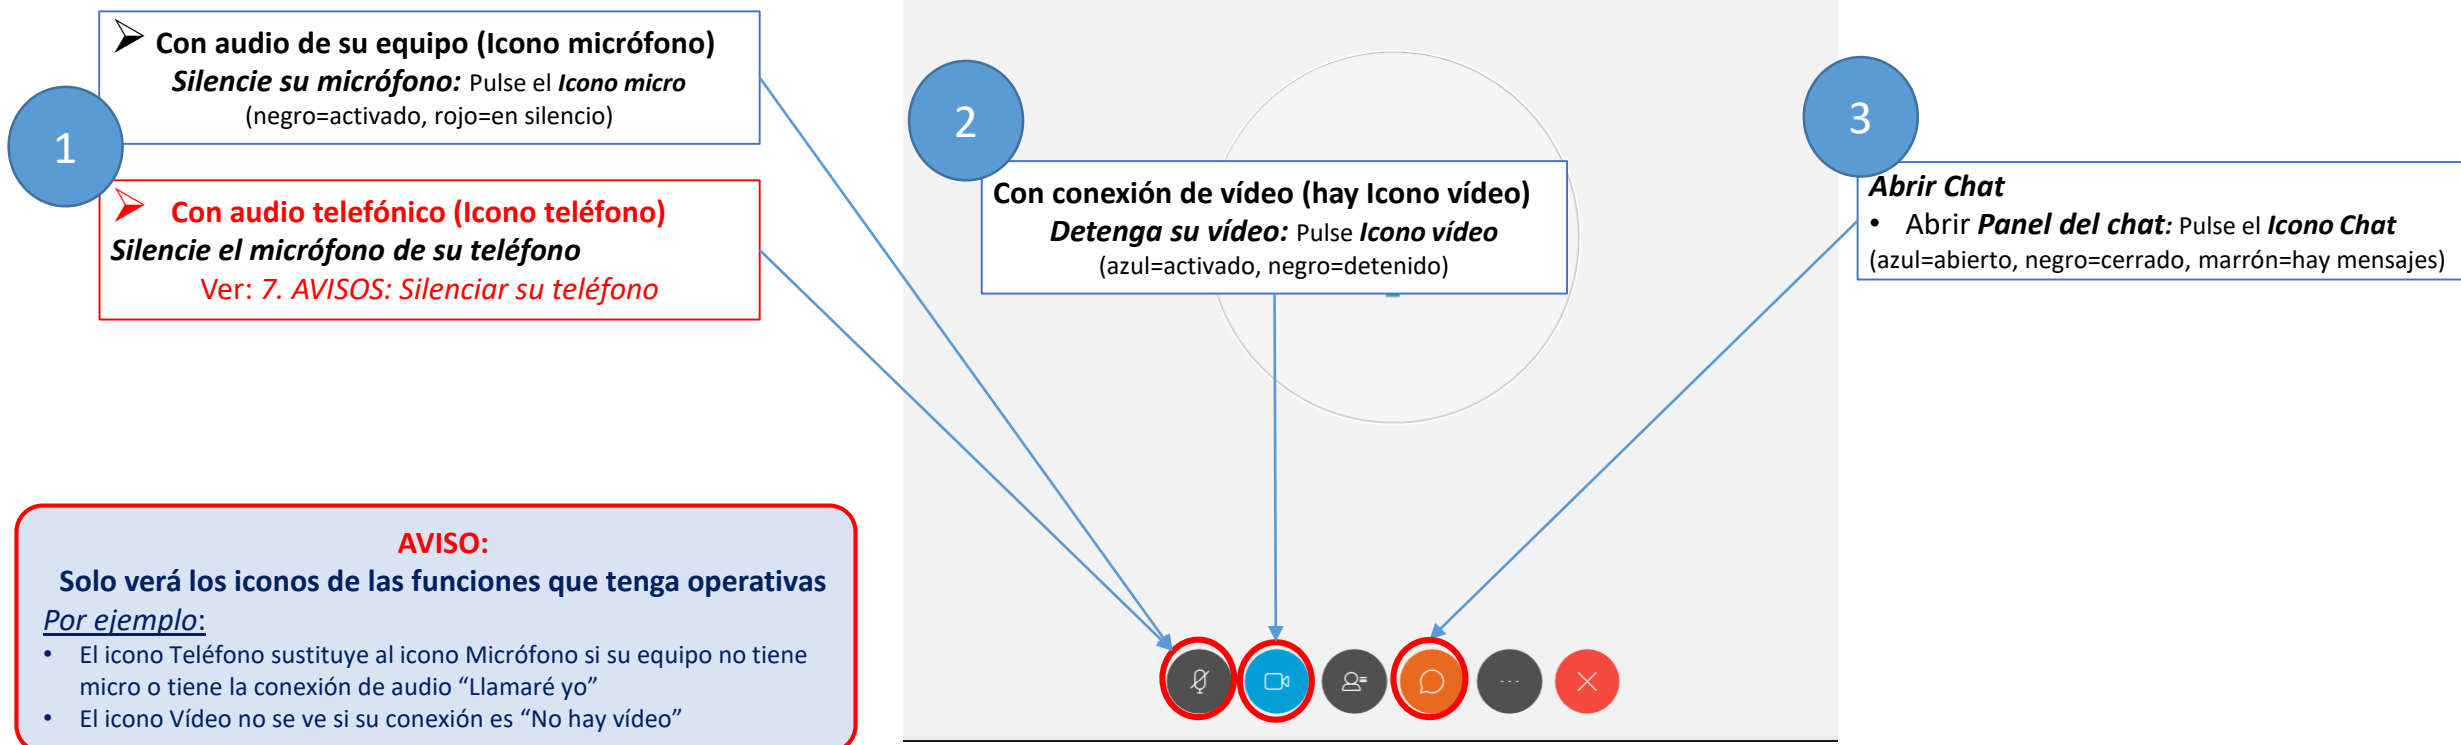 1
➢ Con audio de su equipo (Icono micrófono)
Silencie su micrófono: Pulse el Icono micro
(negro=activado, rojo=en silencio)
➢ Con audio telefónico (Icono teléfono)
Silencie el micrófono de su teléfono
Ver: 7. AVISOS: Silenciar su teléfono
2
Con conexión de vídeo (hay Icono vídeo)
Detenga su vídeo: Pulse Icono vídeo
(azul=activado, negro=detenido)
3
Abrir Chat
• Abrir Panel del chat: Pulse el Icono Chat
(azul=abierto, negro=cerrado, marrón=hay mensajes)
AVISO:
Solo verá los iconos de las funciones que tenga operativas
Por ejemplo:
• El icono Teléfono sustituye al icono Micrófono si su equipo no tiene
micro o tiene la conexión de audio “Llamaré yo”
• El icono Vídeo no se ve si su conexión es “No hay vídeo”